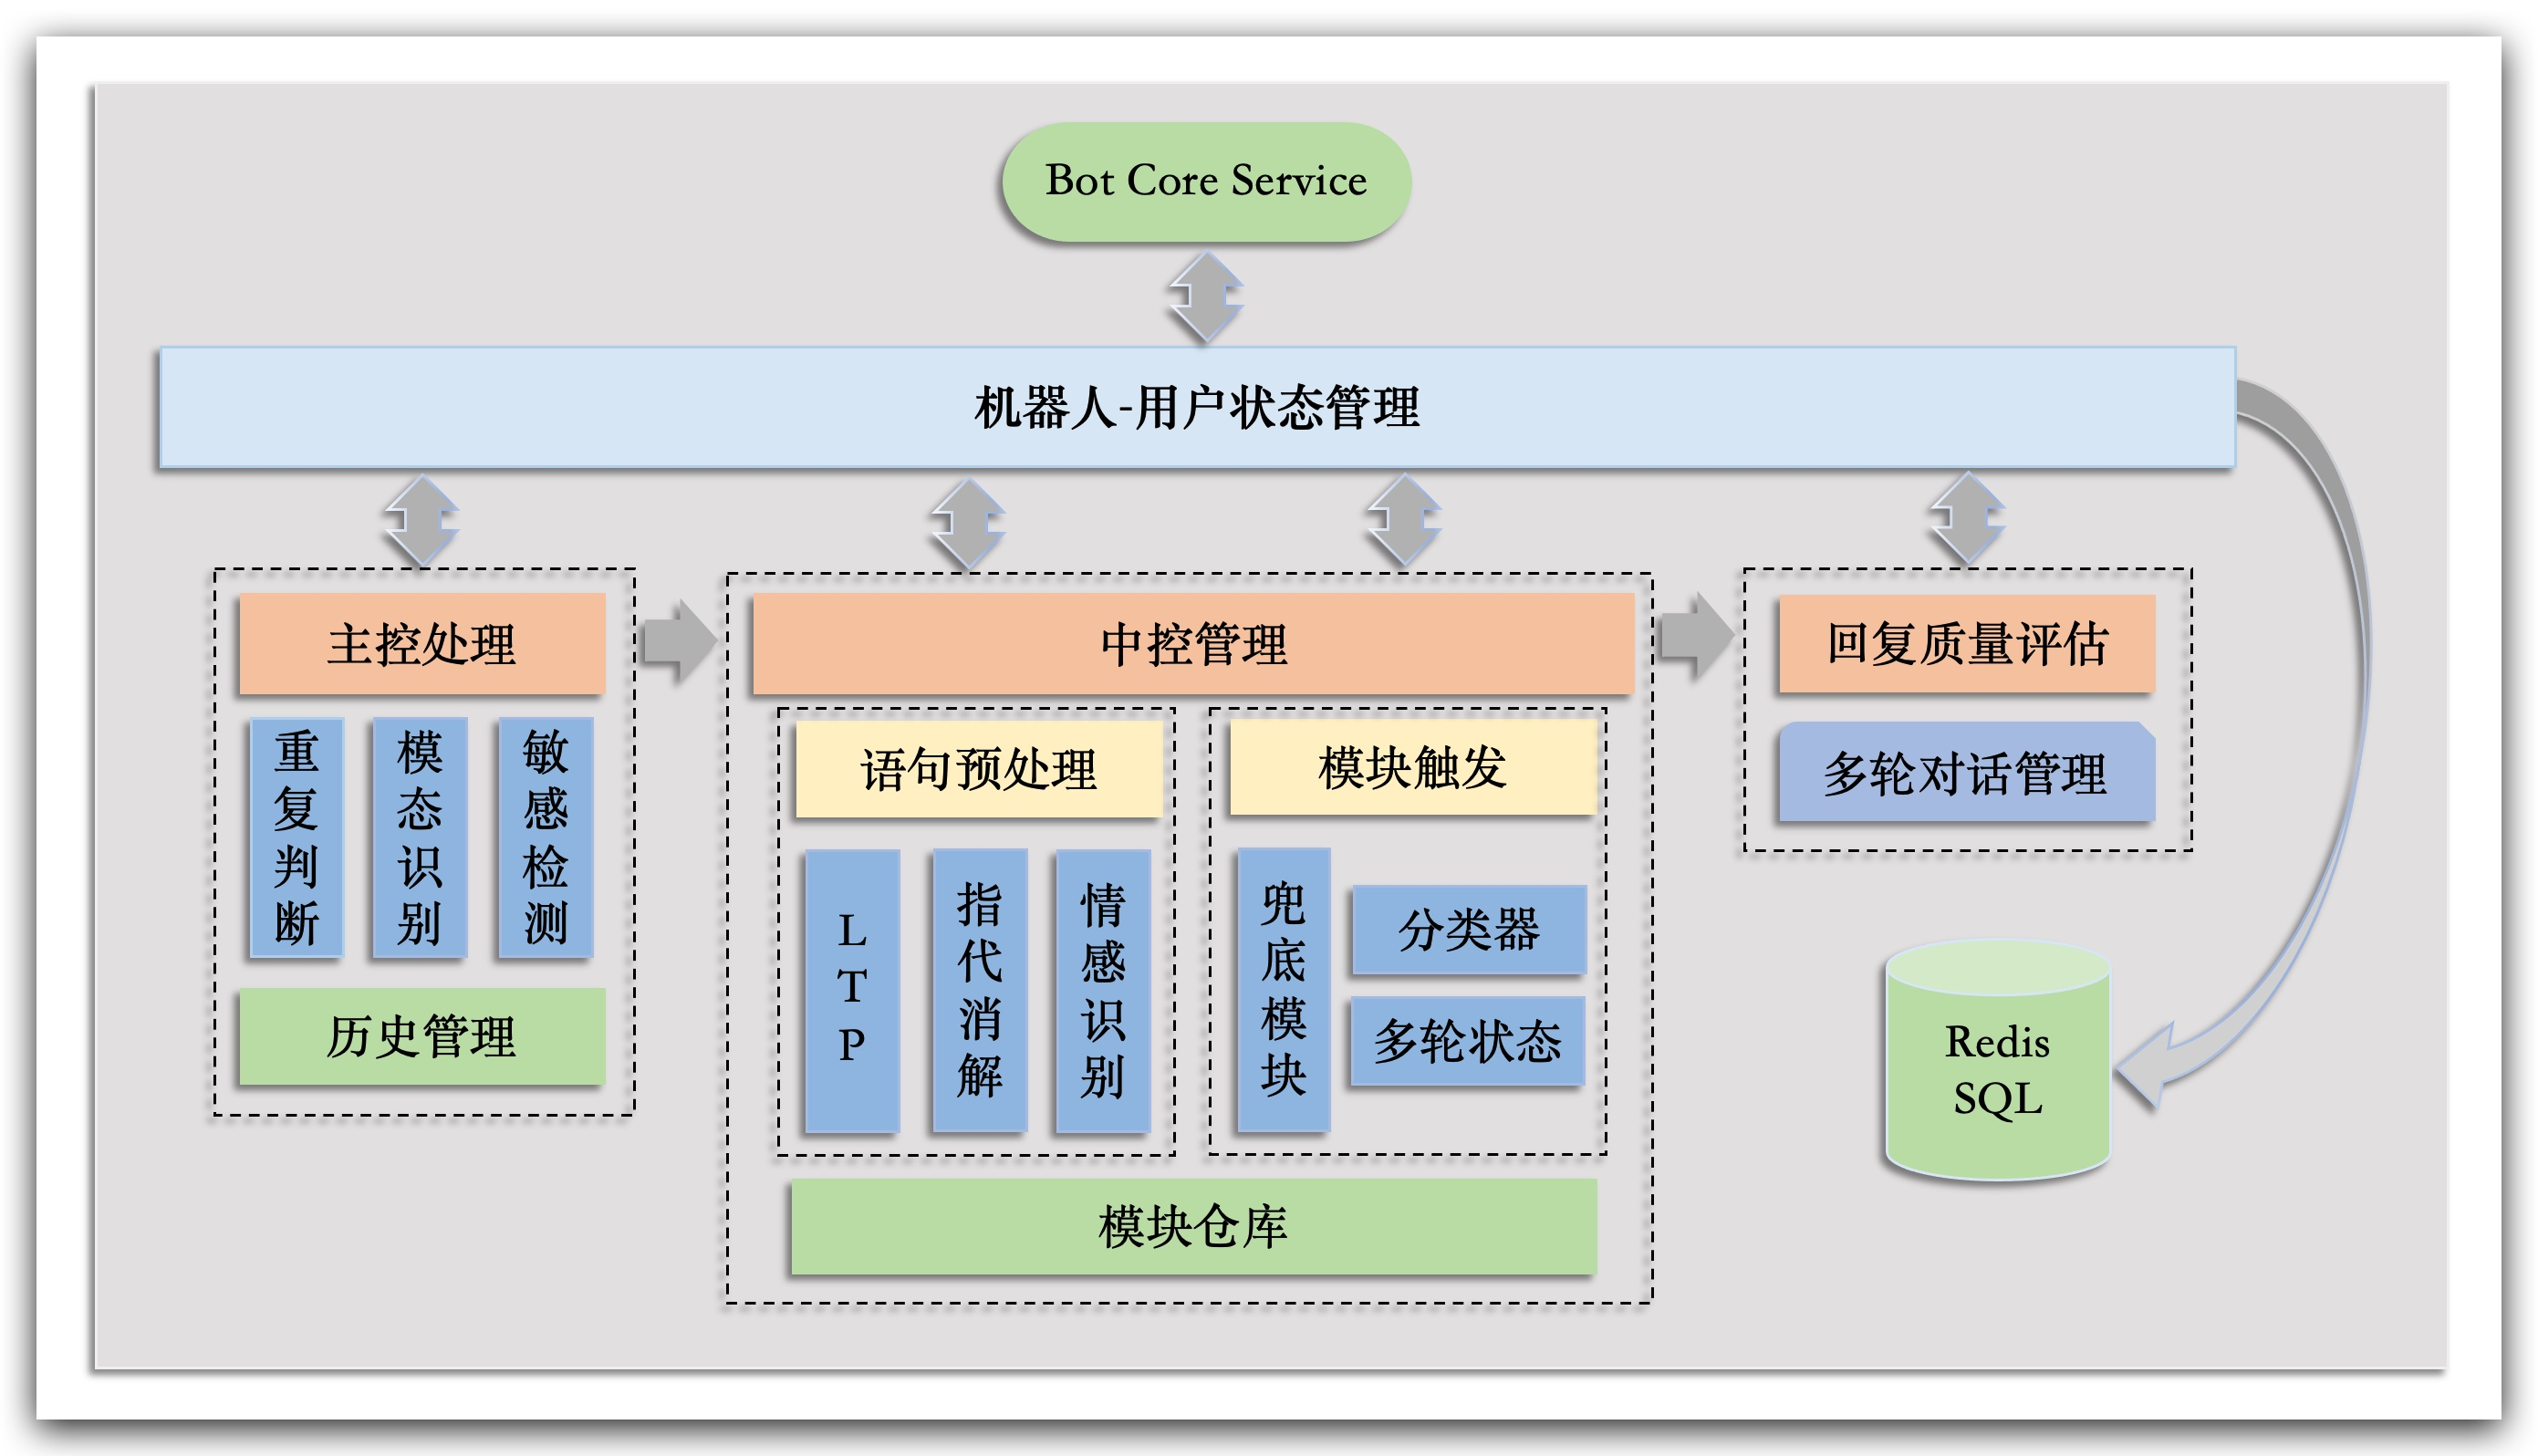 Bot Core Service
机器人-用户状态管理
主控处理
重复判断
模态识别
敏感检测
历史管理
中控管理
语句预处理
LTP
指代消解
情感识别
模块触发
兜底模块
分类器
多轮状态
模块仓库
回复质量评估
多轮对话管理
Redis
SQL